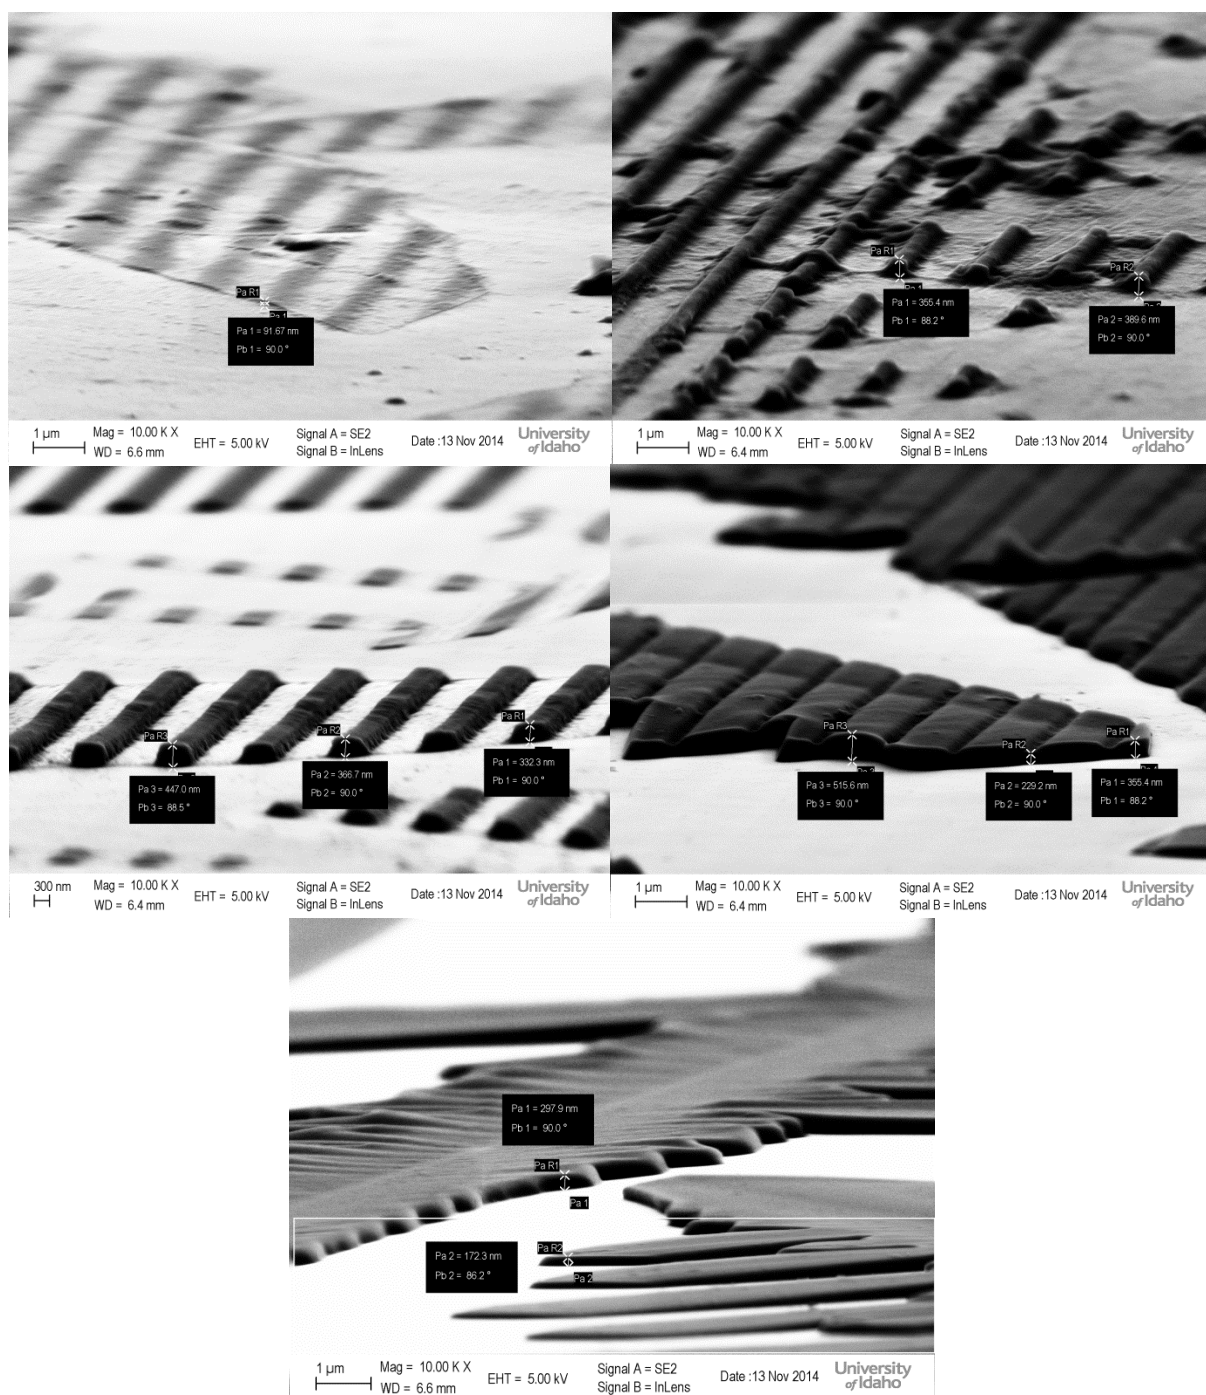 Pa R1
Pa 1
Pa 1 = 91.67 nm
Pb 1 = 90.0 °
1 µm
Mag = 10.00 K X
WD = 6.6 mm
EHT = 5.00 kV
Signal A = SE2
Signal B = InLens
Date :13 Nov 2014
University
of Idaho
Pa R1
Pa 1
Pa 1 = 355.4 nm
Pb 1 = 88.2 °
Pa R2
Pa 2 = 389.6 nm
Pb 2 = 90.0 °
1 µm
Mag = 10.00 K X
WD = 6.4 mm
EHT = 5.00 kV
Signal A = SE2
Signal B = InLens
Date :13 Nov 2014
University
of Idaho
Pa R3
Pa 3 = 447.0 nm
Pb 3 = 88.5 °
Pa R2
Pa 2 = 366.7 nm
Pb 2 = 90.0 °
Pa R1
Pa 1 = 332.3 nm
Pb 1 = 90.0 °
300 nm
Mag = 10.00 K X
WD = 6.4 mm
EHT = 5.00 kV
Signal A = SE2
Signal B = InLens
Date :13 Nov 2014
University
of Idaho
Pa R3
Pa 3 = 515.6 nm
Pb 3 = 90.0 °
Pa R2
Pa 2 = 229.2 nm
Pb 2 = 90.0 °
Pa R1
Pa 1 = 355.4 nm
Pb 1 = 88.2 °
1 µm
Mag = 10.00 K X
WD = 6.4 mm
EHT = 5.00 kV
Signal A = SE2
Signal B = InLens
Date :13 Nov 2014
University
of Idaho
Pa 1 = 297.9 nm
Pb 1 = 90.0 °
Pa R1
Pa 1
Pa 2 = 172.3 nm
Pb 2 = 86.2 °
Pa R2
Pa 2
1 µm
Mag = 10.00 K X
WD = 6.6 mm
EHT = 5.00 kV
Signal A = SE2
Signal B = InLens
Date :13 Nov 2014
University
of Idaho